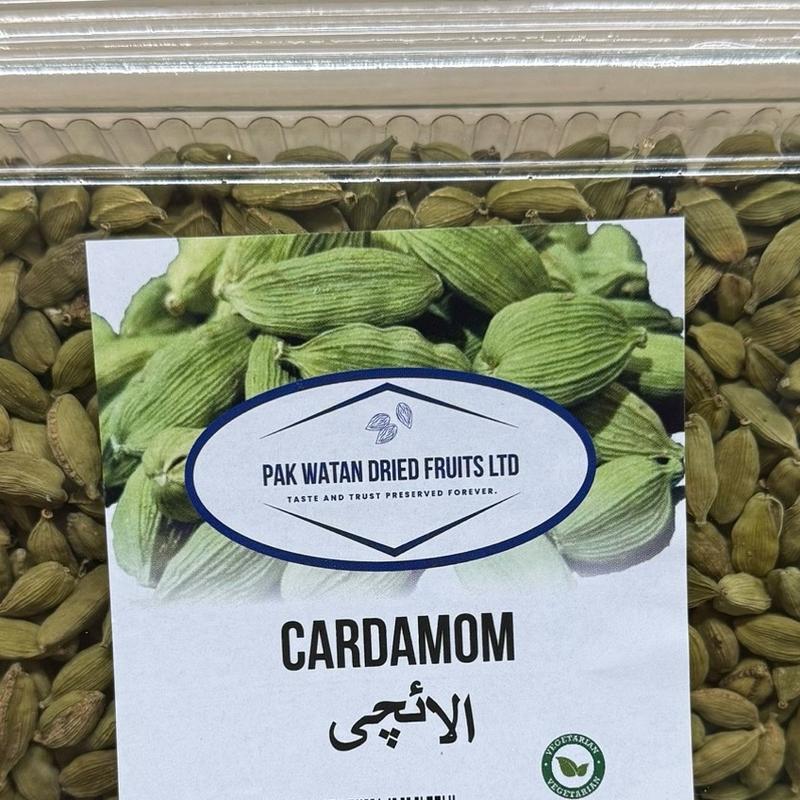 PAK WATAN DRIED FRUITS LTD
TASTE AND TRUST PRESERVED FOREVER.
CARDAMOM
الائچی
VEGETARIAN
VEGETARIAN